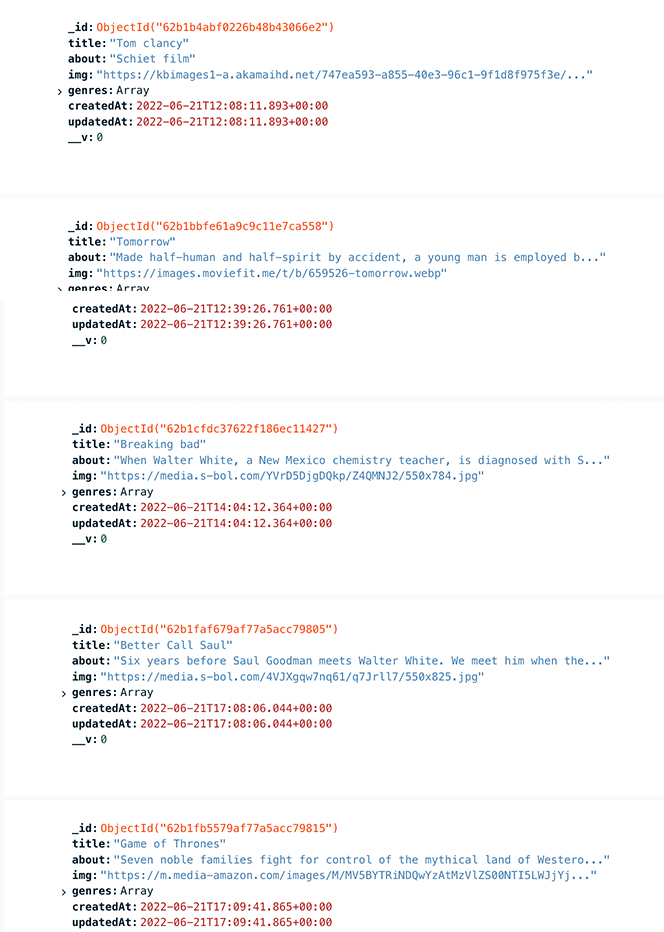 _id: ObjectId("62b1b4abf0226b48b43066e2")
title: "Tom clancy"
about: "Schiet film"
img: "https://kbimages1-a.akamaihd.net/747ea593-a855-40e3-96c1-9f1d8f975f3e/..."
> genres: Array
createdAt: 2022-06-21T12:08:11.893+00:00
updatedAt: 2022-06-21T12:08:11.893+00:00
__v: 0
_id: ObjectId("62b1bbfe61a9c9c11e7ca558")
title: "Tomorrow"
about: "Made half-human and half-spirit by accident, a young man is employed b..."
img: "https://images.moviefit.me/t/b/659526-tomorrow.webp"
> genres: Array
createdAt: 2022-06-21T12:39:26.761+00:00
updatedAt: 2022-06-21T12:39:26.761+00:00
__v: 0
_id: ObjectId("62b1cfdc37622f186ec11427")
title: "Breaking bad"
about: "When Walter White, a New Mexico chemistry teacher, is diagnosed with S..."
img: "https://media.s-bol.com/YVrD5DjgDQkp/Z4QMNJ2/550x784.jpg"
> genres: Array
createdAt: 2022-06-21T14:04:12.364+00:00
updatedAt: 2022-06-21T14:04:12.364+00:00
__v: 0
_id: ObjectId("62b1faf679af77a5acc79805")
title: "Better Call Saul"
about: "Six years before Saul Goodman meets Walter White. We meet him when the..."
img: "https://media.s-bol.com/4VJXgqw7nq61/q7Jrll7/550x825.jpg"
> genres: Array
createdAt: 2022-06-21T17:08:06.044+00:00
updatedAt: 2022-06-21T17:08:06.044+00:00
__v: 0
_id: ObjectId("62b1fb5579af77a5acc79815")
title: "Game of Thrones"
about: "Seven noble families fight for control of the mythical land of Westero..."
img: "https://m.media-amazon.com/images/M/MV5BYTRiNDQwYzAtMzVlZS00NTI5LWJjYj..."
> genres: Array
createdAt: 2022-06-21T17:09:41.865+00:00
updatedAt: 2022-06-21T17:09:41.865+00:00